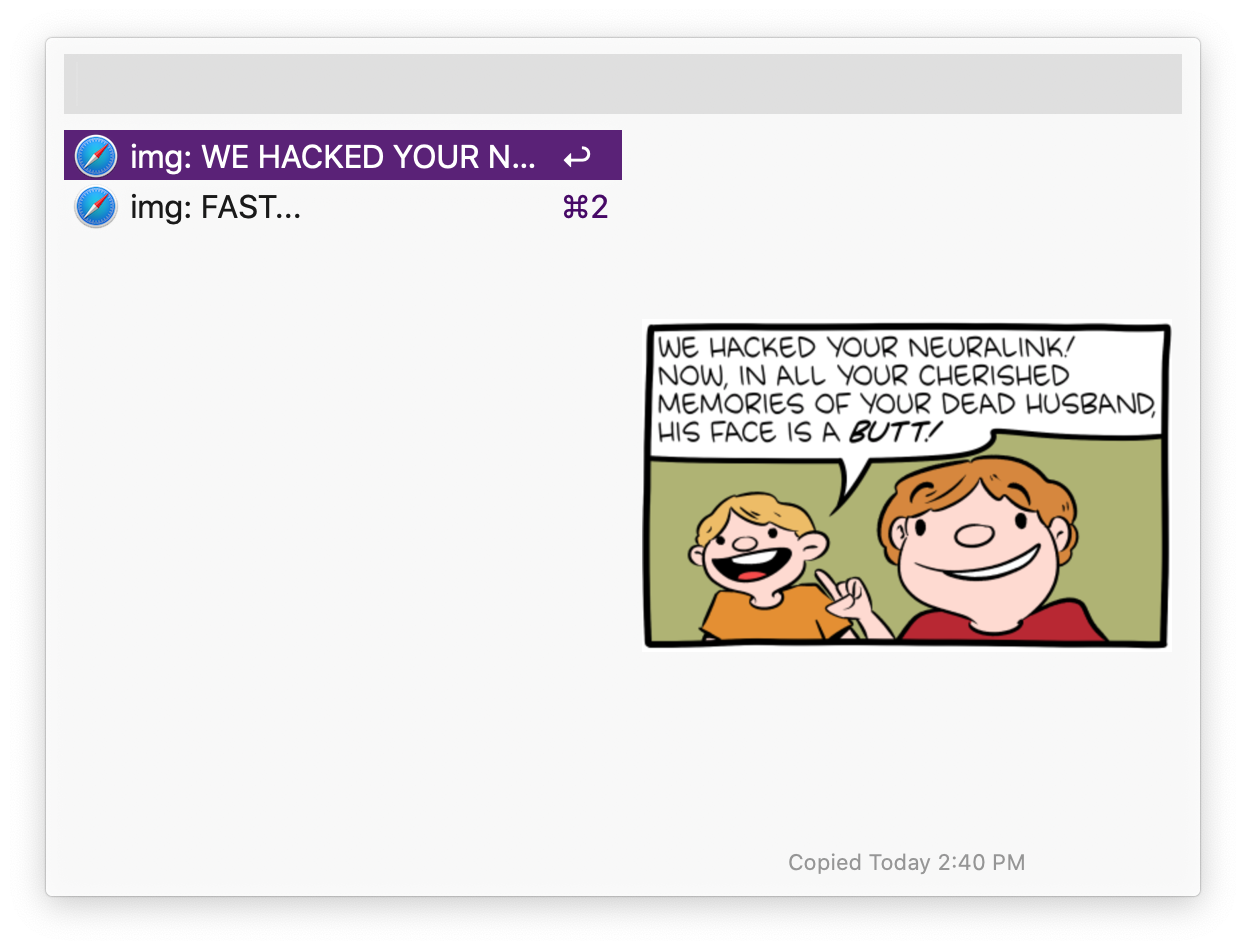 img: WE HACKED YOUR N... ↩
img: FAST... ⌘2
WE HACKED YOUR NEURALINK!
NOW, IN ALL YOUR CHERISHED
MEMORIES OF YOUR DEAD HUSBAND,
HIS FACE IS A BUTT!
Copied Today 2:40 PM